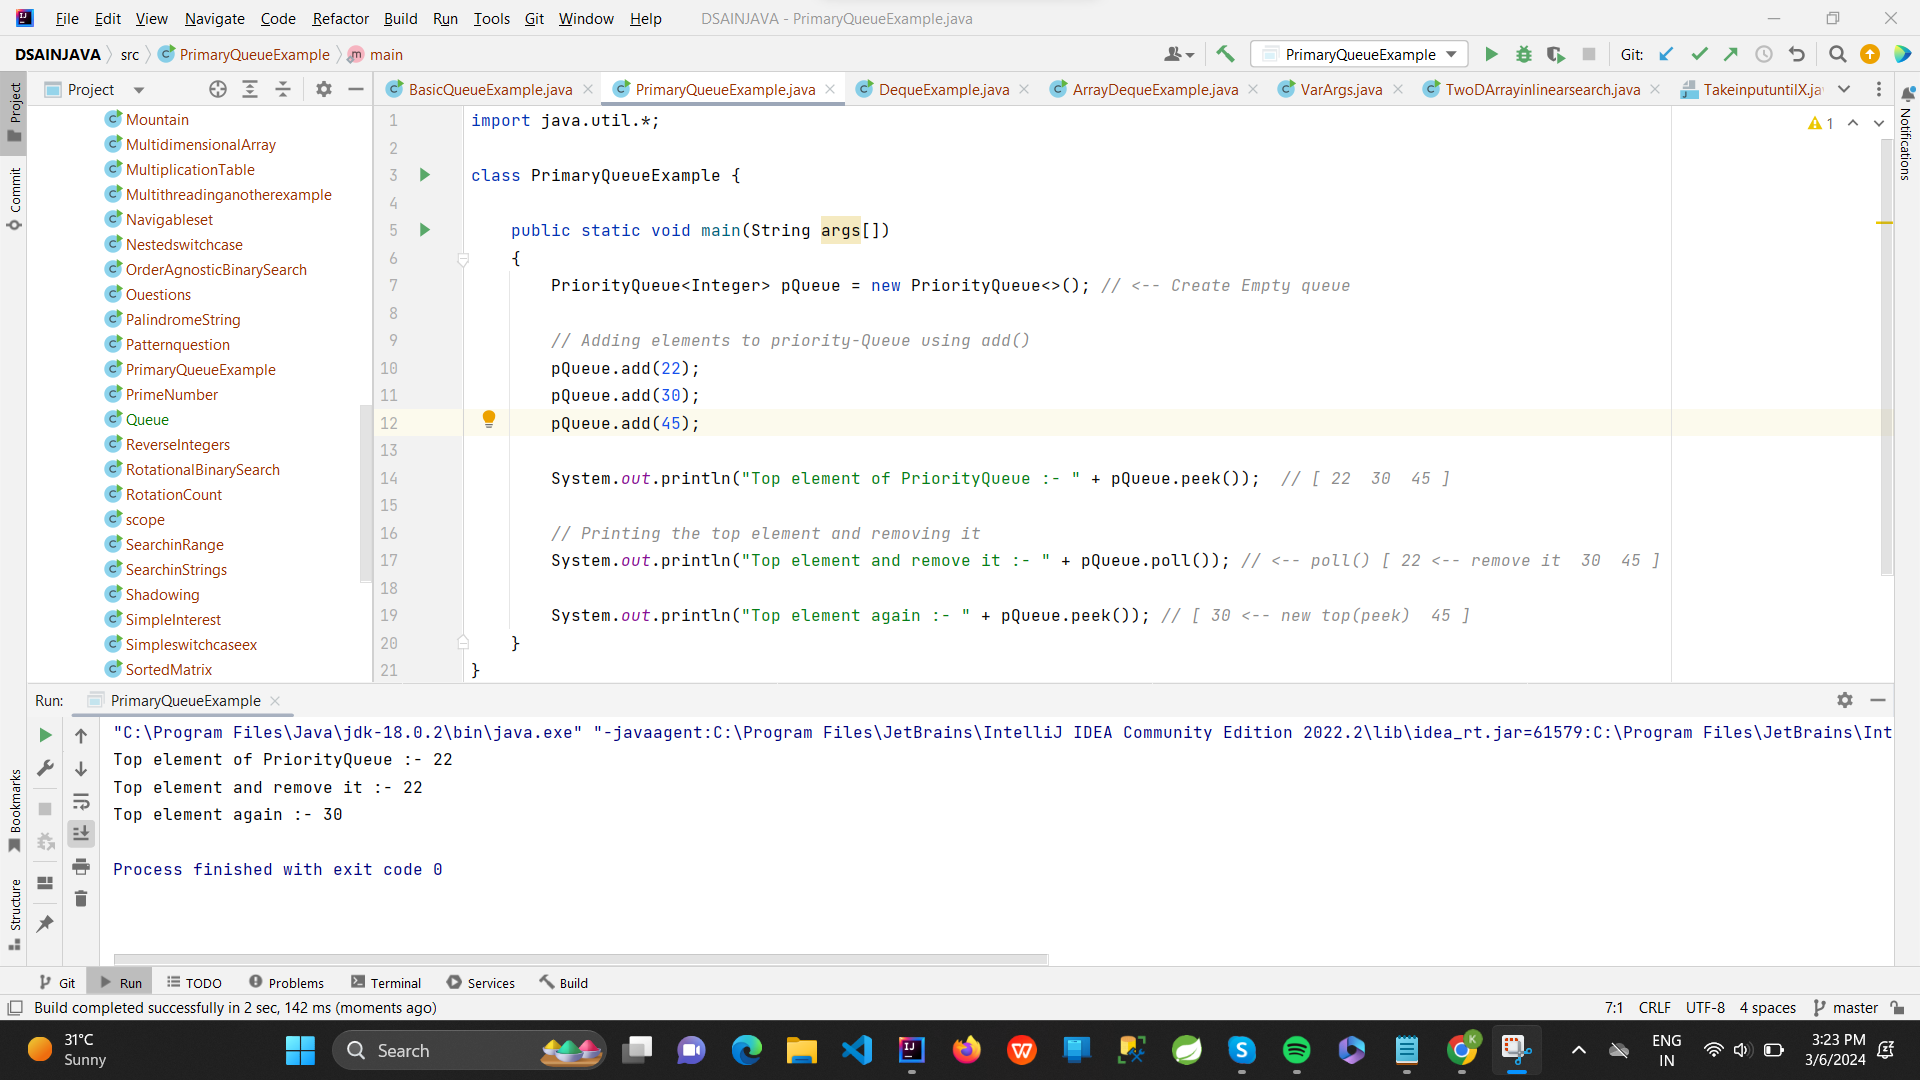 File Edit View Navigate Code Refactor Build Run Tools Git Window Help DSAINJAVA - PrimaryQueueExample.java
DSAINJAVA src PrimaryQueueExample main PrimaryQueueExample Git:
Project
BasicQueueExample.java PrimaryQueueExample.java DequeExample.java ArrayDequeExample.java VarArgs.java TwoDArrayinlinearsearch.java TakeinputuntilX.ja
Project
Commit
Bookmarks
Structure
Notifications
Mountain
MultidimensionalArray
MultiplicationTable
Multithreadinganotherexample
Navigableset
Nestedswitchcase
OrderAgnosticBinarySearch
Ouestions
PalindromeString
Patternquestion
PrimaryQueueExample
PrimeNumber
Queue
ReverseIntegers
RotationalBinarySearch
RotationCount
scope
SearchinRange
SearchinStrings
Shadowing
SimpleInterest
Simpleswitchcaseex
SortedMatrix
1
1 import java.util.*;
2
3 class PrimaryQueueExample {
4
5 public static void main(String args[])
6 {
7 PriorityQueue<Integer> pQueue = new PriorityQueue<>(); // <-- Create Empty queue
8
9 // Adding elements to priority-Queue using add()
10 pQueue.add(22);
11 pQueue.add(30);
12 pQueue.add(45);
13
14 System.out.println("Top element of PriorityQueue :- " + pQueue.peek()); // [ 22 30 45 ]
15
16 // Printing the top element and removing it
17 System.out.println("Top element and remove it :- " + pQueue.poll()); // <-- poll() [ 22 <-- remove it 30 45 ]
18
19 System.out.println("Top element again :- " + pQueue.peek()); // [ 30 <-- new top(peek) 45 ]
20 }
21 }
Run: PrimaryQueueExample
"C:\Program Files\Java\jdk-18.0.2\bin\java.exe" "-javaagent:C:\Program Files\JetBrains\IntelliJ IDEA Community Edition 2022.2\lib\idea_rt.jar=61579:C:\Program Files\JetBrains\Int
Top element of PriorityQueue :- 22
Top element and remove it :- 22
Top element again :- 30
Process finished with exit code 0
Git Run TODO Problems Terminal Services Build
Build completed successfully in 2 sec, 142 ms (moments ago) 7:1 CRLF UTF-8 4 spaces master
31°C
Sunny
Search
ENG
IN
3:23 PM
3/6/2024